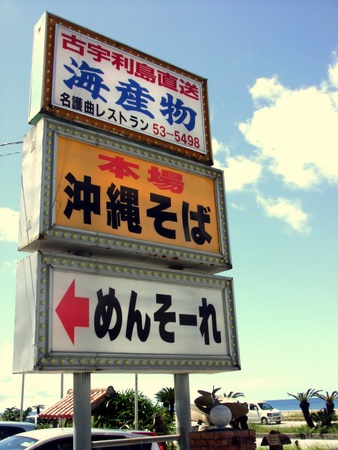 古宇利島直送
海産物
名護曲レストラン 53-5498
本場
沖縄そば
めんそーれ